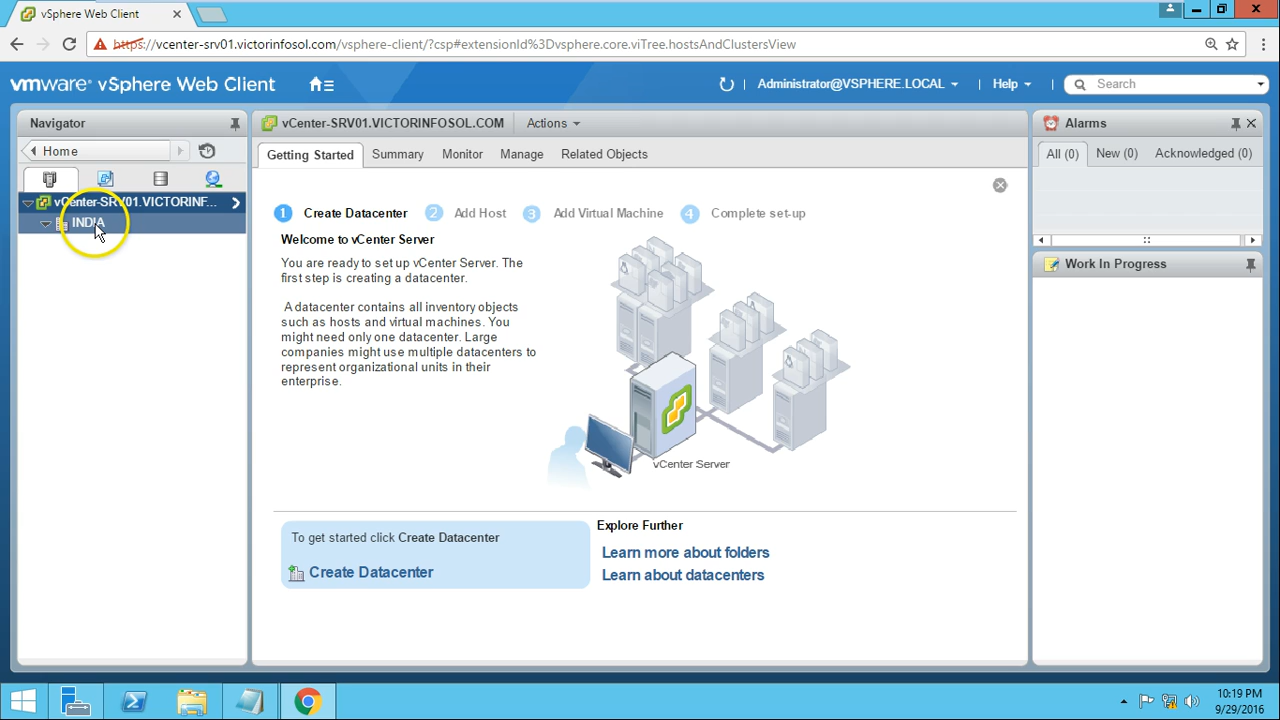 vSphere Web Client
https://vcenter-srv01.victorinfosol.com/vsphere-client/?csp#extensionId%3Dvsphere.core.viTree.hostsAndClustersView
vmware® vSphere Web Client
Administrator@VSPHERE.LOCAL
Help
Search
Navigator
Home
vCenter-SRV01.VICTORINF...
INDIA
vCenter-SRV01.VICTORINFOSOL.COM
Actions
Getting Started
Summary
Monitor
Manage
Related Objects
1 Create Datacenter
2 Add Host
3 Add Virtual Machine
4 Complete set-up
Welcome to vCenter Server
You are ready to set up vCenter Server. The
first step is creating a datacenter.
A datacenter contains all inventory objects
such as hosts and virtual machines. You
might need only one datacenter. Large
companies might use multiple datacenters to
represent organizational units in their
enterprise.
vCenter Server
To get started click Create Datacenter
Create Datacenter
Explore Further
Learn more about folders
Learn about datacenters
Alarms
All (0)
New (0)
Acknowledged (0)
Work In Progress
10:19 PM
9/29/2016